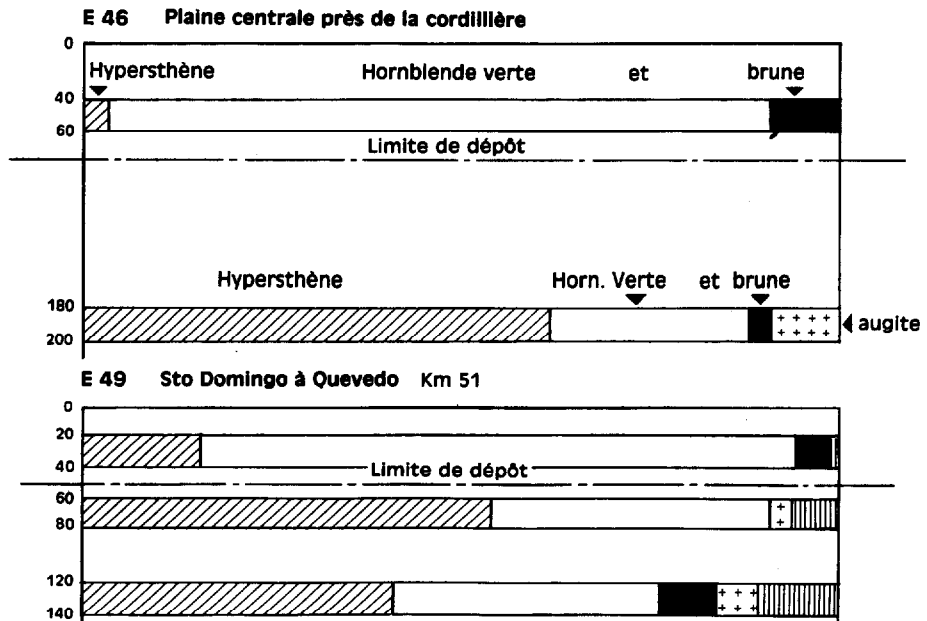 E 46 Plaine centrale près de la cordillière
0
Hypersthène Hornblende verte et brune
40
60
Limite de dépôt
Hypersthène Horn. Verte et brune
180
augite
200
E 49 Sto Domingo à Quevedo Km 51
0
20
40
Limite de dépôt
60
80
120
140